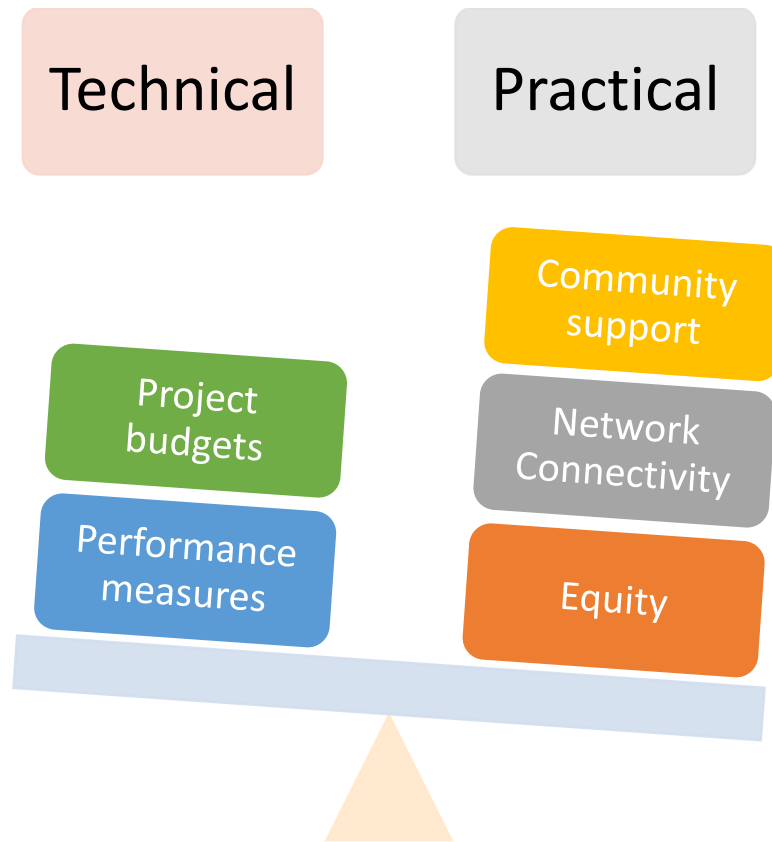 Technical
Practical
Community
support
Project
budgets
Network
Connectivity
Performance
measures
Equity